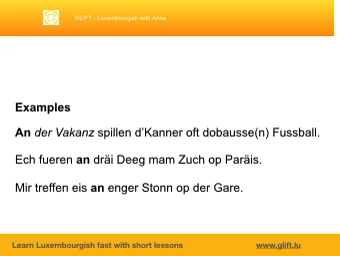 GLIFT - Luxembourgish with Anne
Examples
An der Vakanz spillen d'Kanner oft dobausse(n) Fussball.
Ech fueren an dräi Deeg mam Zuch op Paräis.
Mir treffen eis an enger Stonn op der Gare.
Learn Luxembourgish fast with short lessons
www.glift.lu